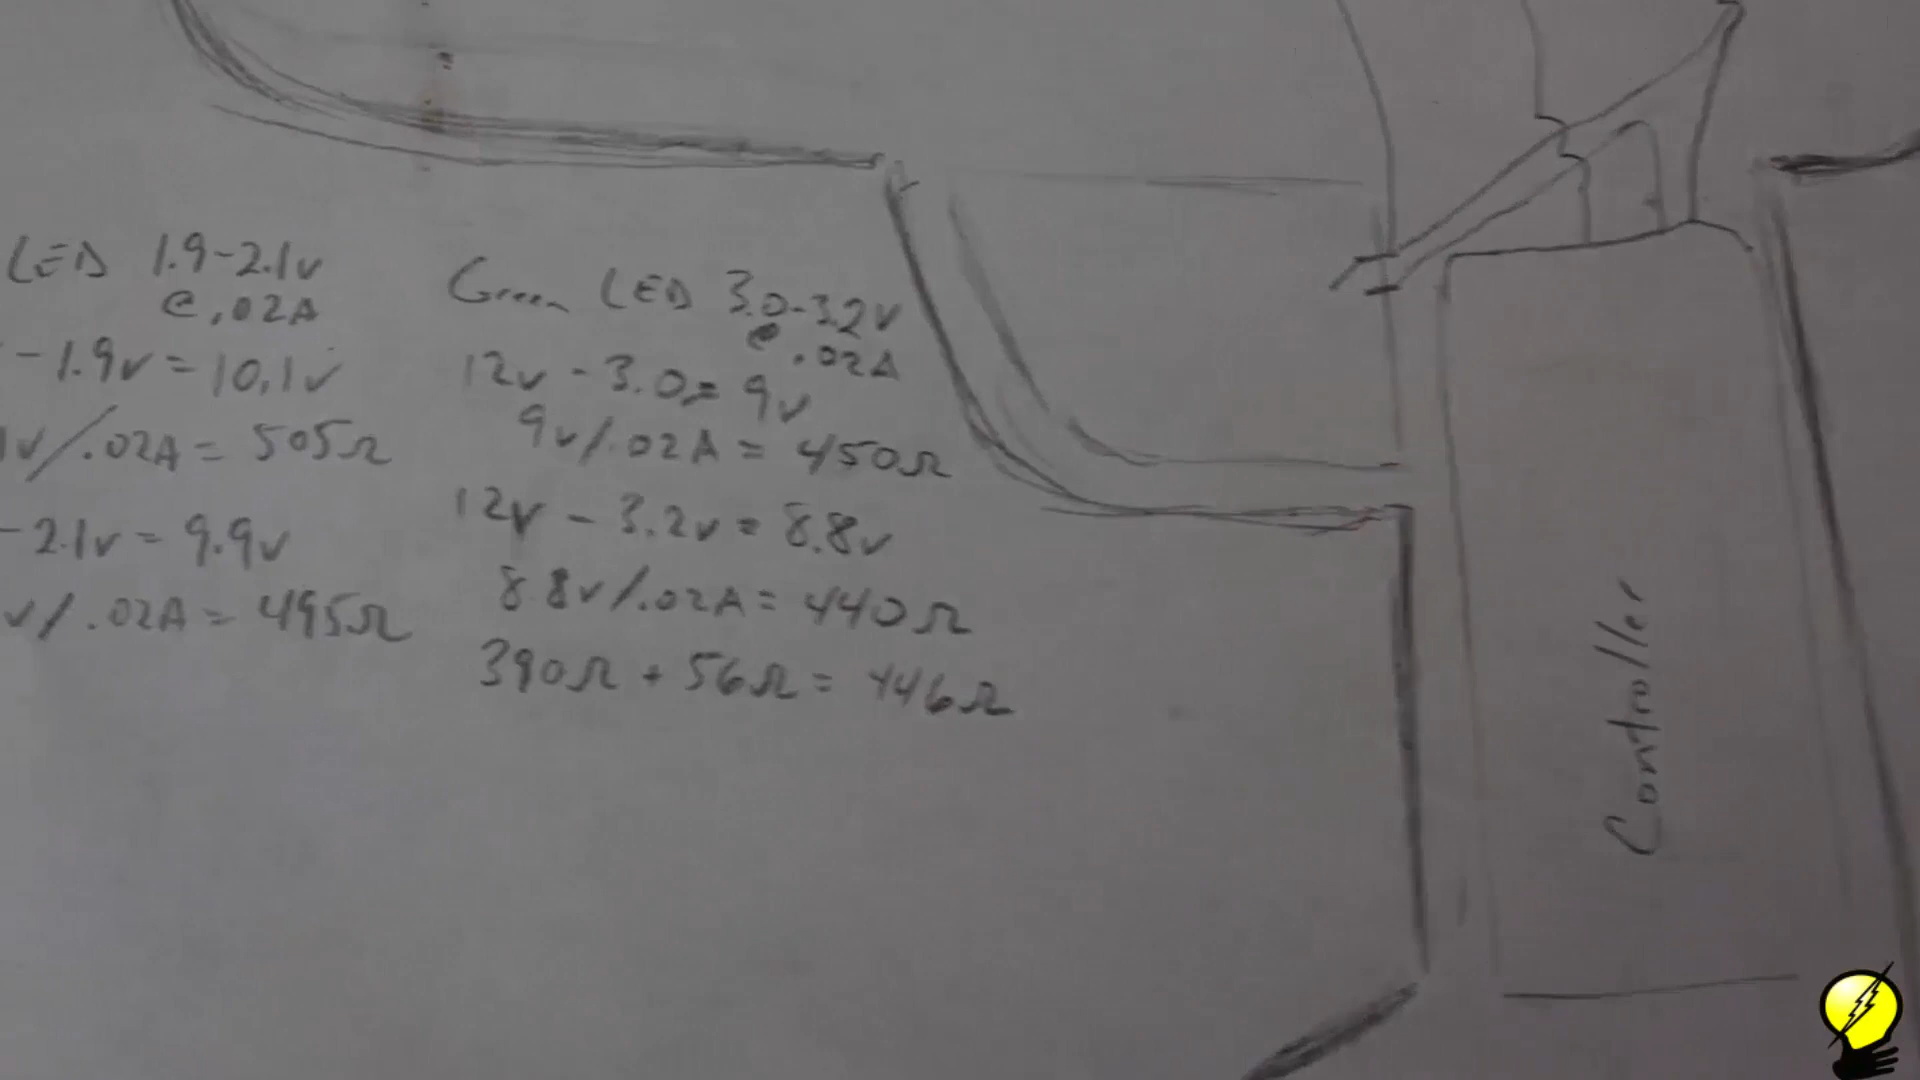 LED 1.9-2.1v
@ .02A
- 1.9v = 10.1v
v/.02A = 505Ω
- 2.1v = 9.9v
v/.02A = 495Ω
Green LED 3.0-3.2v
@ .02A
12v - 3.0 = 9v
9v/.02A = 450Ω
12v - 3.2v = 8.8v
8.8v/.02A = 440Ω
390Ω + 56Ω = 446Ω
Controller